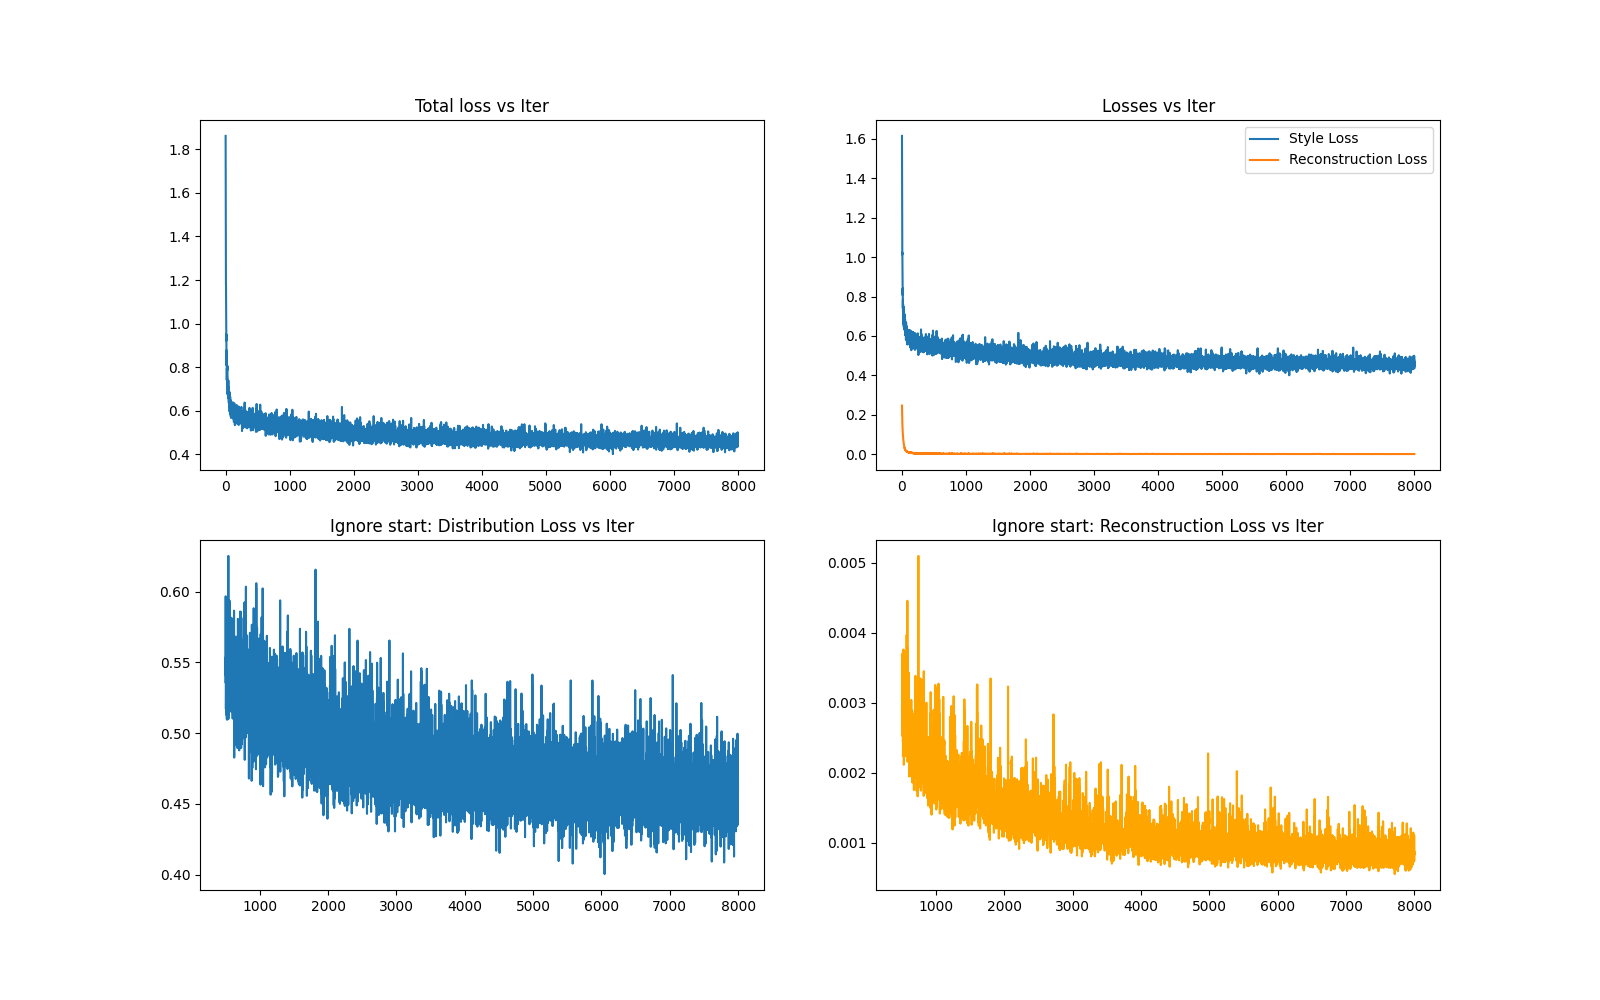 Total loss vs Iter
1.8
1.6
1.4
1.2
1.0
0.8
0.6
0.4
0 1000 2000 3000 4000 5000 6000 7000 8000
Losses vs Iter
Style Loss
Reconstruction Loss
1.6
1.4
1.2
1.0
0.8
0.6
0.4
0.2
0.0
0 1000 2000 3000 4000 5000 6000 7000 8000
Ignore start: Distribution Loss vs Iter
0.60
0.55
0.50
0.45
0.40
1000 2000 3000 4000 5000 6000 7000 8000
Ignore start: Reconstruction Loss vs Iter
0.005
0.004
0.003
0.002
0.001
1000 2000 3000 4000 5000 6000 7000 8000